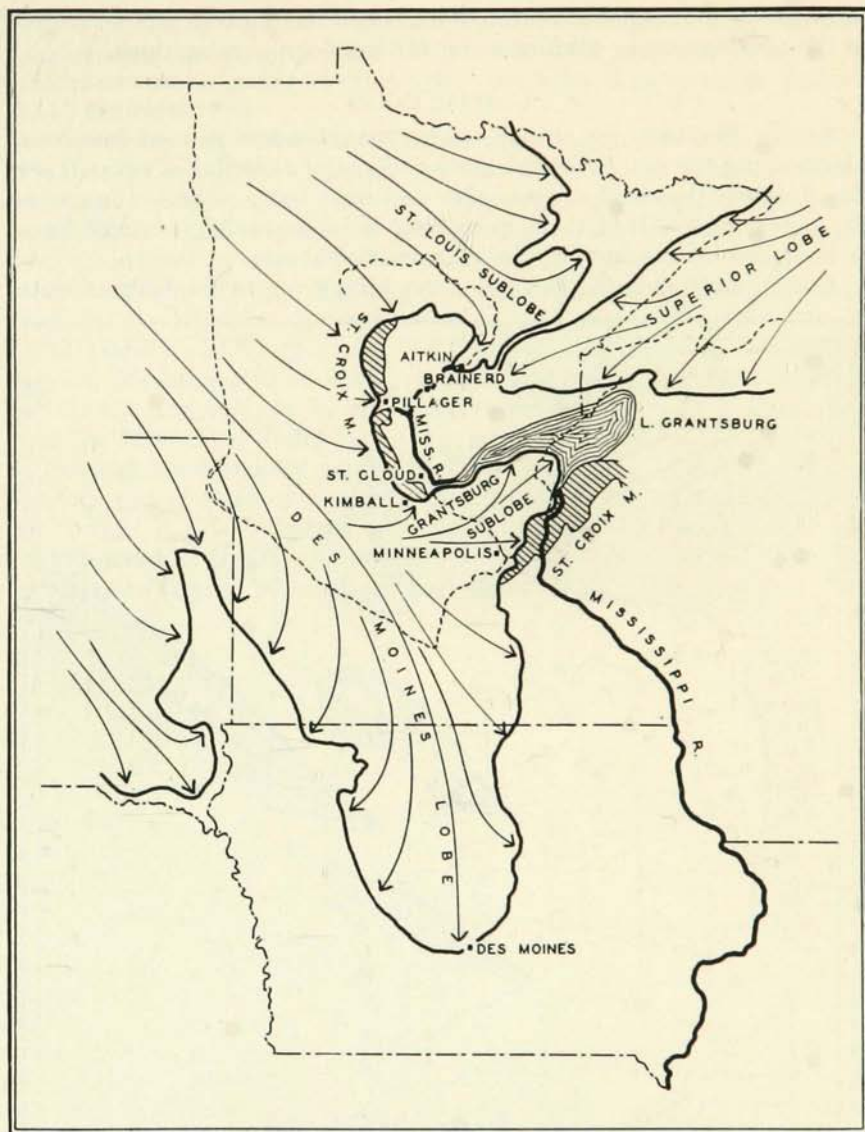 ST. LOUIS SUBLOBE
SUPERIOR LOBE
ST. CROIX M.
AITKIN
BRAINERD
PILLAGER
MISS. R.
L. GRANTSBURG
ST. CLOUD
KIMBALL
GRANTSBURG
SUBLOBE
MINNEAPOLIS
ST. CROIX M.
DES MOINES LOBE
MISSISSIPPI R.
DES MOINES